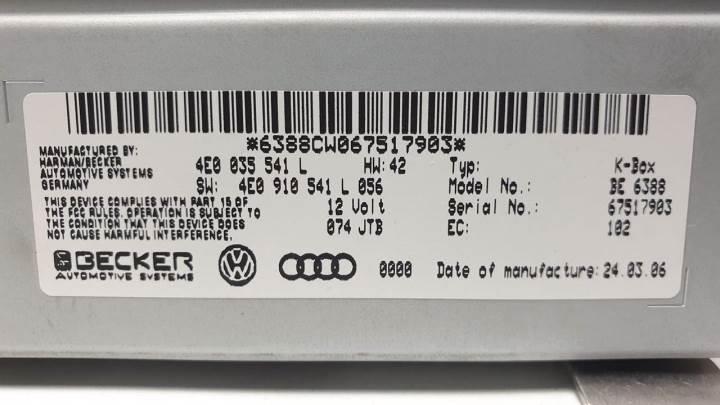 *6388CW067517903*
MANUFACTURED BY:
HARMAN/BECKER
AUTOMOTIVE SYSTEMS
GERMANY
THIS DEVICE COMPLIES WITH PART 15 OF
THE FCC RULES. OPERATION IS SUBJECT TO
THE CONDITION THAT THIS DEVICE DOES
NOT CAUSE HARMFUL INTERFERENCE.
4E0 035 541 L HW: 42
SW: 4E0 910 541 L 056
12 Volt
074 JTB
Typ: K-Box
Model No.: BE 6388
Serial No.: 67517903
EC: 102
BECKER
AUTOMOTIVE SYSTEMS
0000 Date of manufacture: 24.03.06